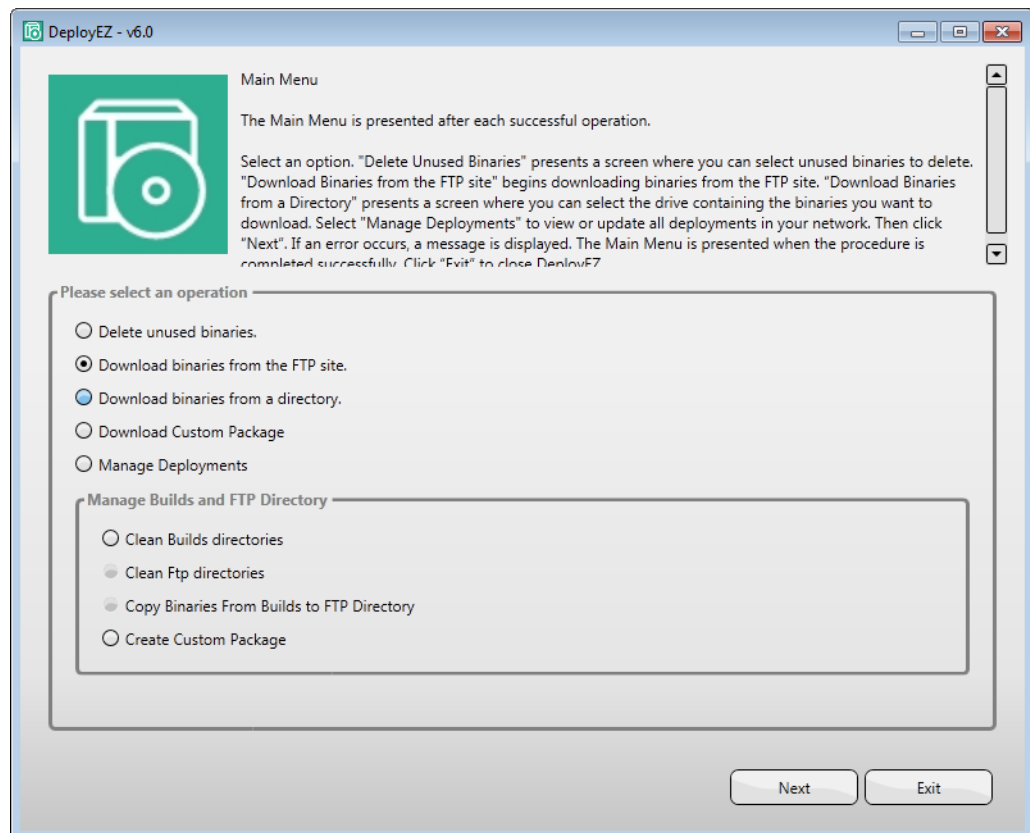 DeployEZ - v6.0
Main Menu
The Main Menu is presented after each successful operation.
Select an option. "Delete Unused Binaries" presents a screen where you can select unused binaries to delete.
"Download Binaries from the FTP site" begins downloading binaries from the FTP site. "Download Binaries
from a Directory" presents a screen where you can select the drive containing the binaries you want to
download. Select "Manage Deployments" to view or update all deployments in your network. Then click
"Next". If an error occurs, a message is displayed. The Main Menu is presented when the procedure is
completed successfully. Click "Exit" to close DeployEZ
Please select an operation
Delete unused binaries.
Download binaries from the FTP site.
Download binaries from a directory.
Download Custom Package
Manage Deployments
Manage Builds and FTP Directory
Clean Builds directories
Clean Ftp directories
Copy Binaries From Builds to FTP Directory
Create Custom Package
Next
Exit